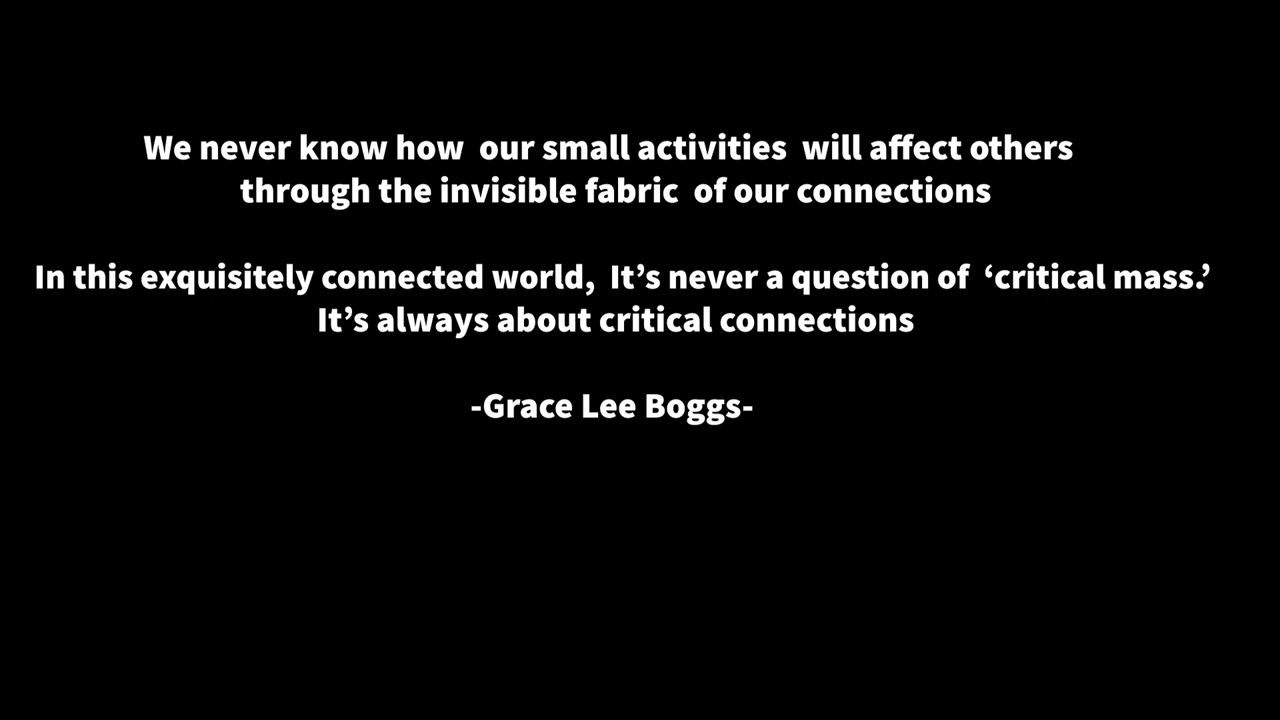 We never know how our small activities will affect others
through the invisible fabric of our connections
In this exquisitely connected world, It’s never a question of ‘critical mass.’
It’s always about critical connections
-Grace Lee Boggs-